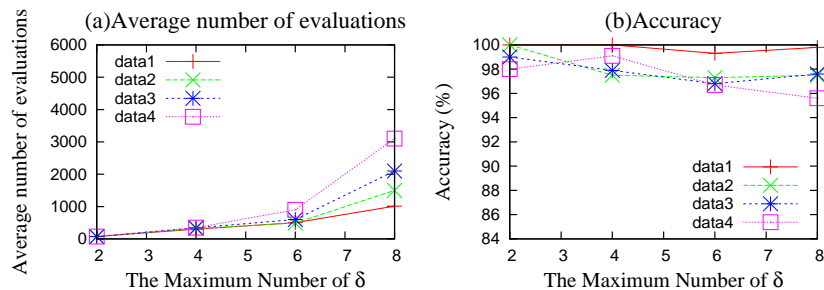 (a)Average number of evaluations
Average number of evaluations
6000
5000
4000
3000
2000
1000
0
data1
data2
data3
data4
2 3 4 5 6 7 8
The Maximum Number of δ
(b)Accuracy
Accuracy (%)
100
98
96
94
92
90
88
86
84
data1
data2
data3
data4
2 3 4 5 6 7 8
The Maximum Number of δ